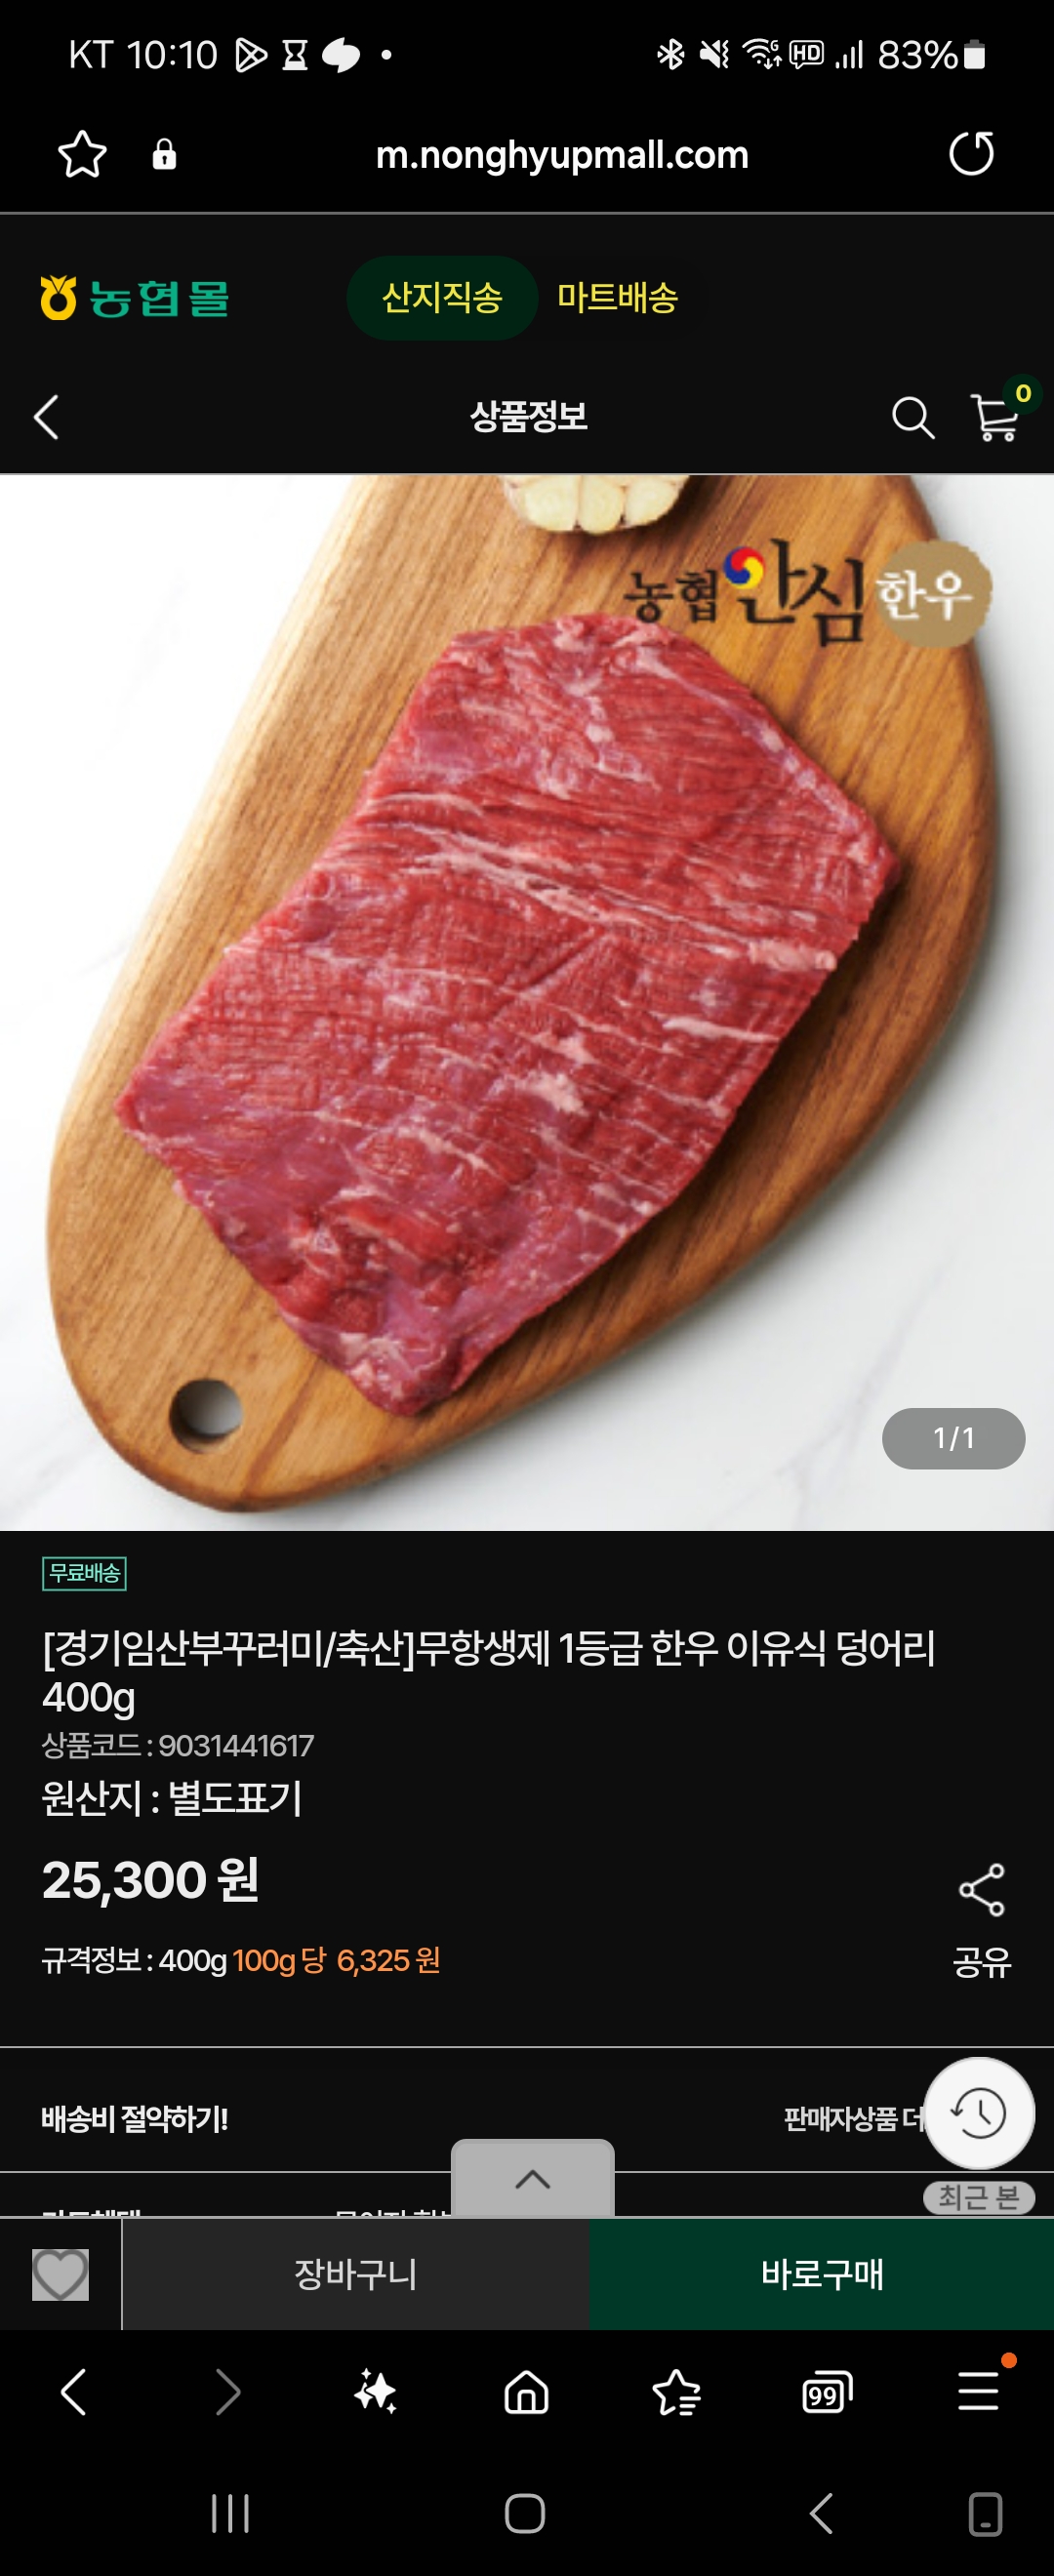 KT 10:10
HD
83%
m.nonghyupmall.com
농협몰
산지직송 마트배송
상품정보
0
농협안심한우
1/1
무료배송
[경기임산부꾸러미/축산]무항생제 1등급 한우 이유식 덩어리
400g
상품코드 : 9031441617
원산지 : 별도표기
25,300 원
규격정보 : 400g 100g 당 6,325 원
공유
배송비 절약하기!
판매자상품 더
최근 본
장바구니
바로구매
99